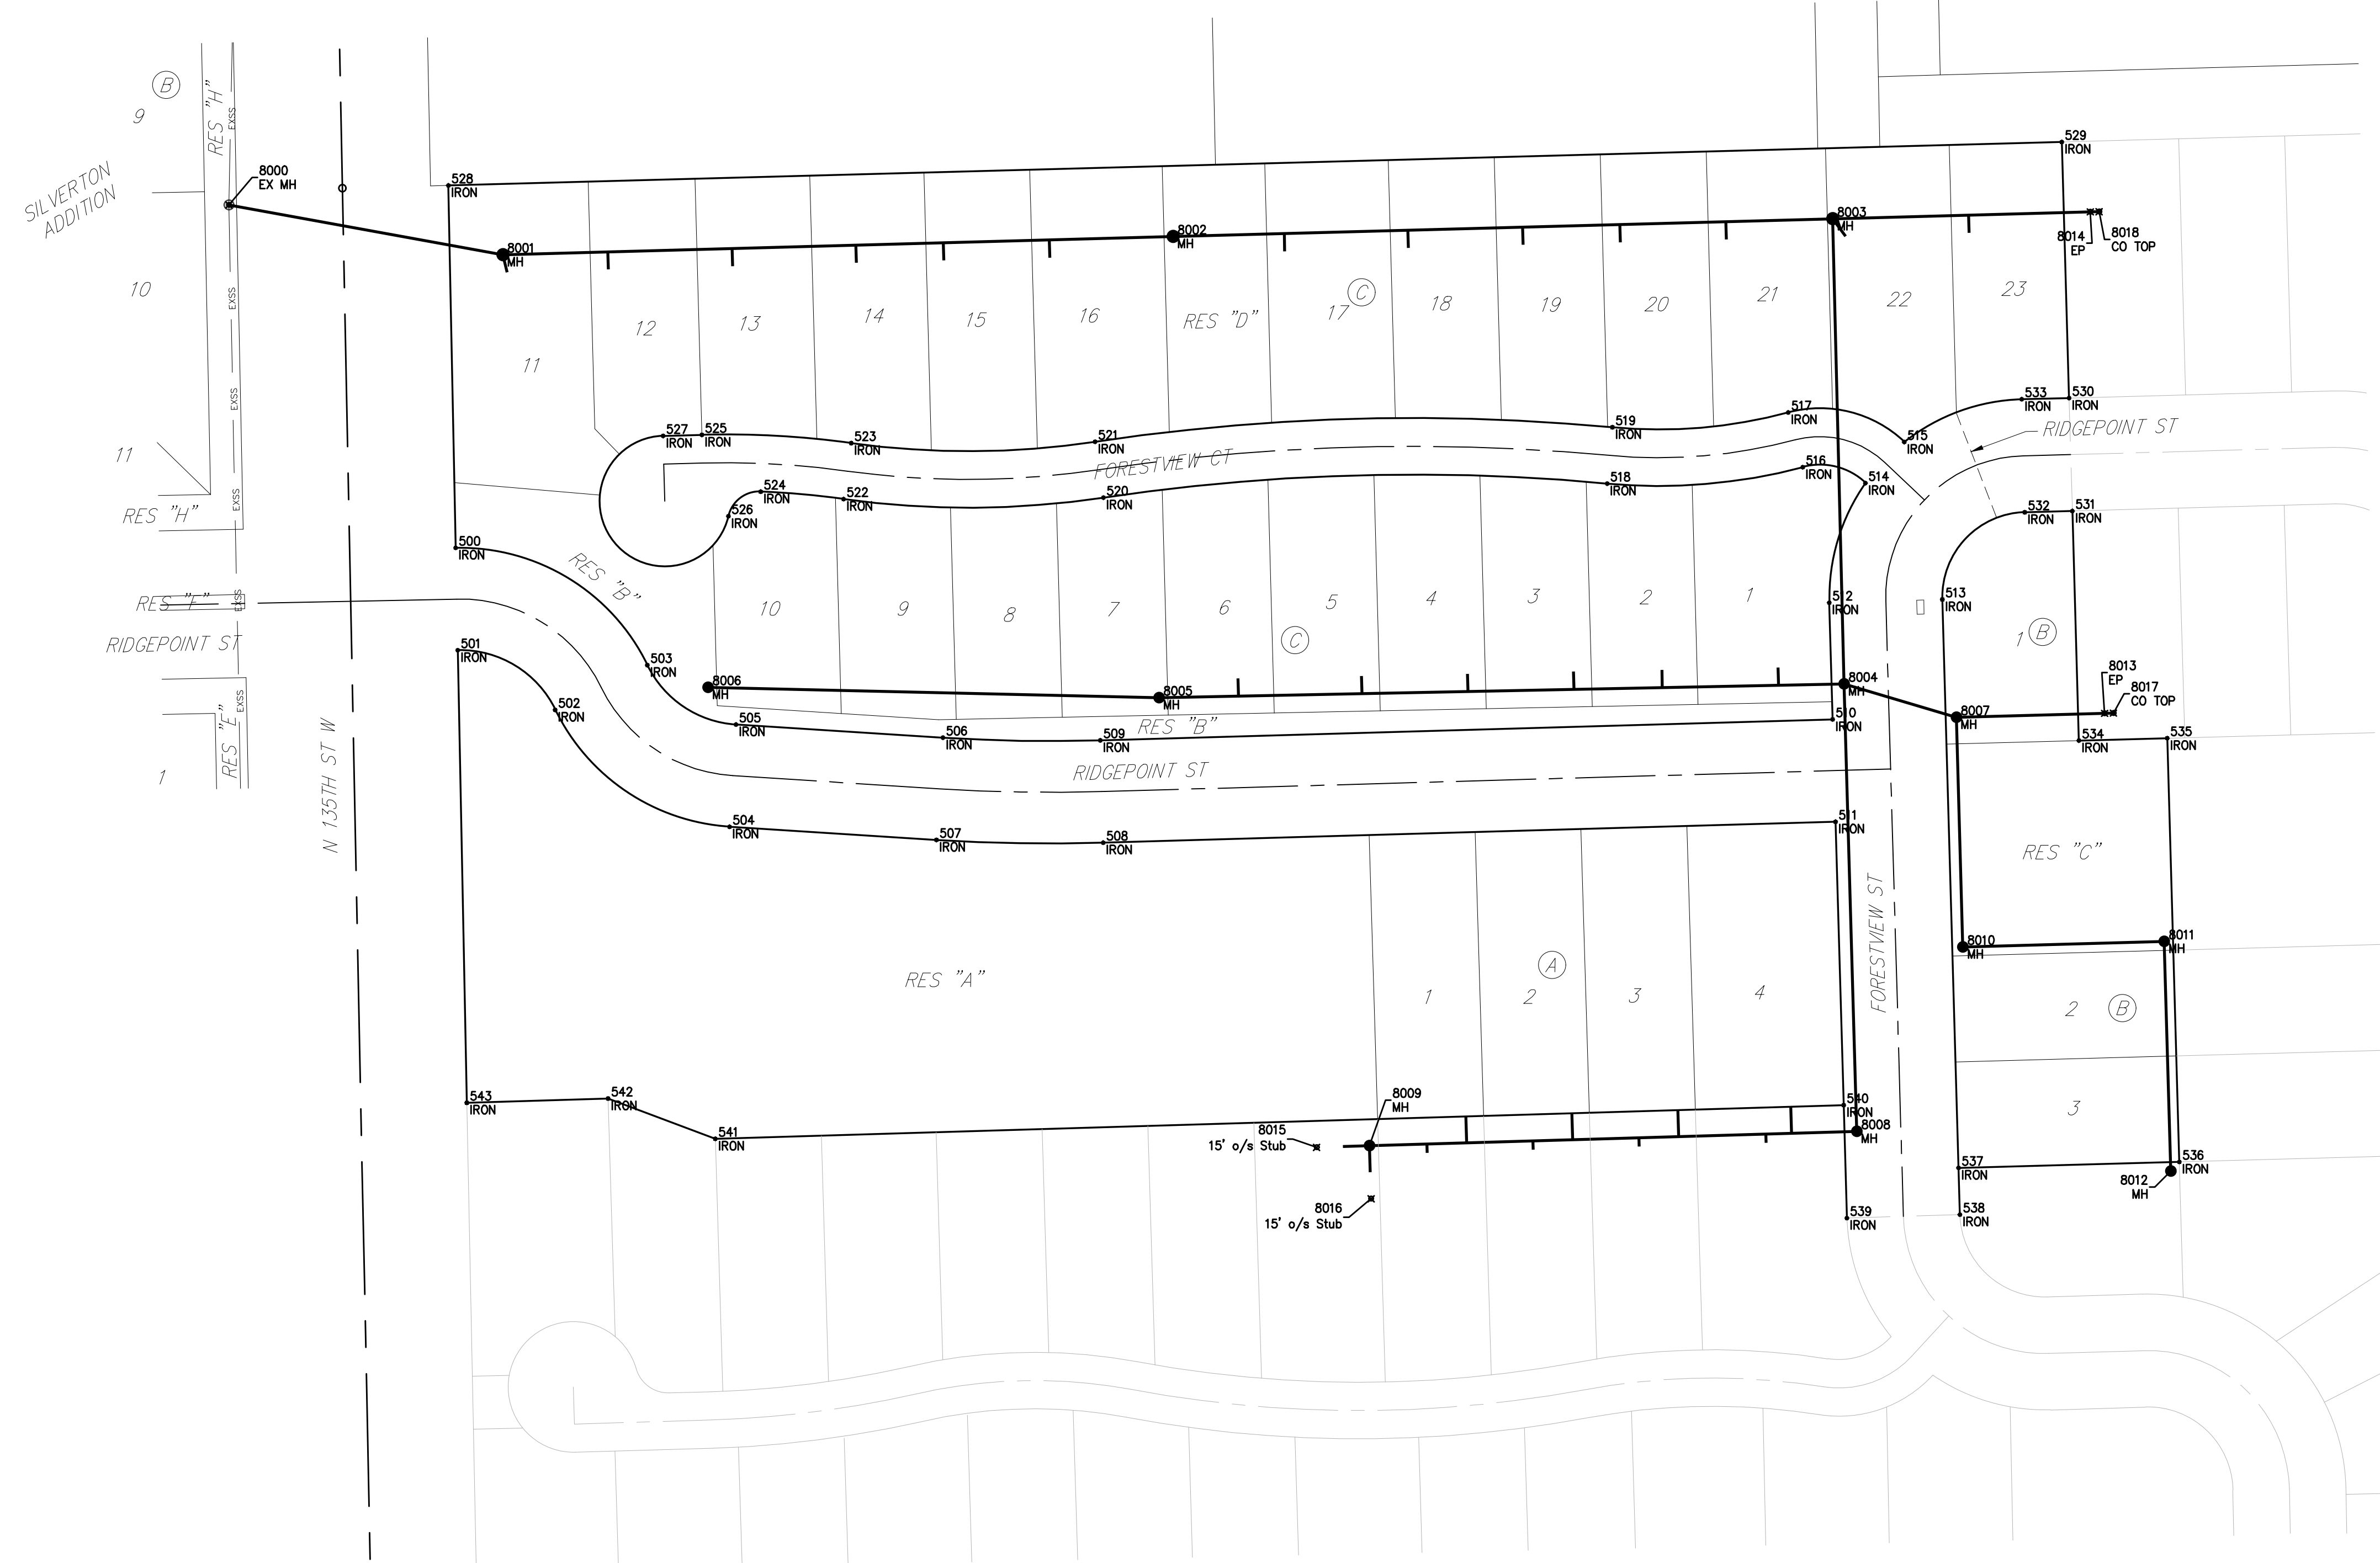 B
9
RES "H"
EXSS
SILVERTON
ADDITION
8000
EX MH
10
EXSS
EXSS
11
EXSS
RES "H"
RES "F"
EXSS
RIDGEPOINT ST
EXSS
RES "E"
1
N 135TH ST W
528
IRON
529
IRON
8001
MH
8002
MH
8003
MH
8014
EP
8018
CO TOP
11
12
13
14
15
16
RES "D"
17
C
18
19
20
21
22
23
527
IRON
525
IRON
523
IRON
521
IRON
519
IRON
517
IRON
515
IRON
533
IRON
530
IRON
RIDGEPOINT ST
FORESTVIEW CT
524
IRON
522
IRON
520
IRON
518
IRON
516
IRON
514
IRON
526
IRON
532
IRON
531
IRON
500
IRON
RES "B"
10
9
8
7
6
5
C
4
3
2
1
512
IRON
513
IRON
1
B
501
IRON
503
IRON
502
IRON
8006
MH
8005
MH
8004
MH
8007
MH
8013
EP
8017
CO TOP
505
IRON
506
IRON
509
IRON
RES "B"
510
IRON
534
IRON
535
IRON
RIDGEPOINT ST
504
IRON
507
IRON
508
IRON
511
IRON
RES "C"
FORESTVIEW ST
8010
MH
8011
MH
RES "A"
A
1
2
3
4
2
B
3
543
IRON
542
IRON
541
IRON
8009
MH
8015
15' o/s Stub
540
IRON
8008
MH
537
IRON
536
IRON
8012
MH
8016
15' o/s Stub
539
IRON
538
IRON